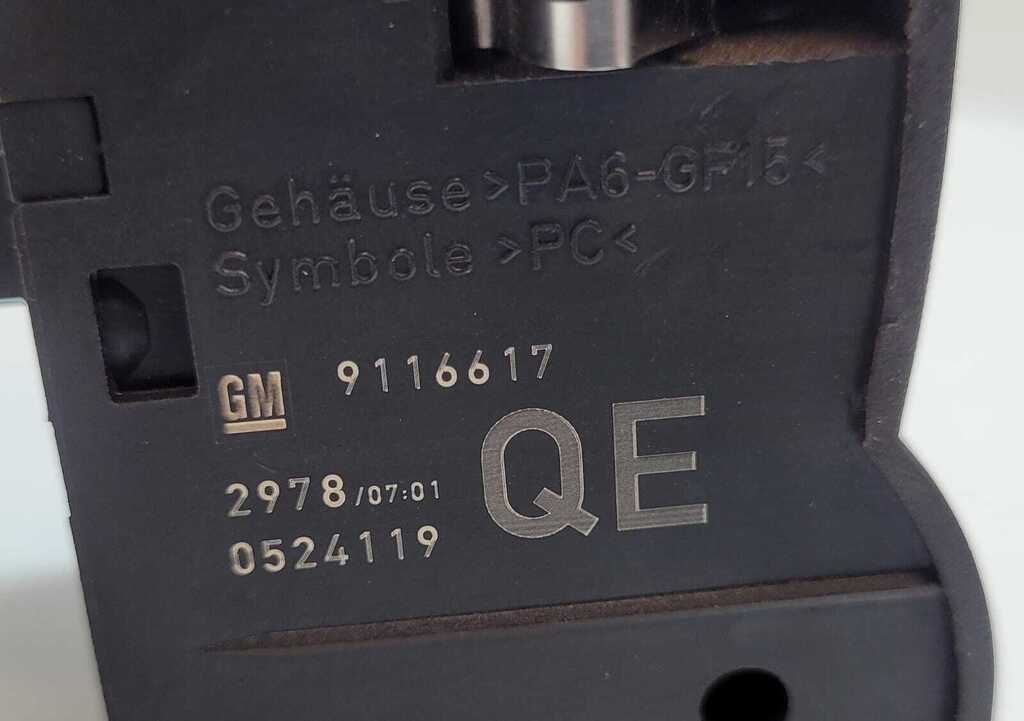 Gehäuse >PA6-GF15<
Symbole >PC<
GM 9116617
QE
2978/07:01
0524119